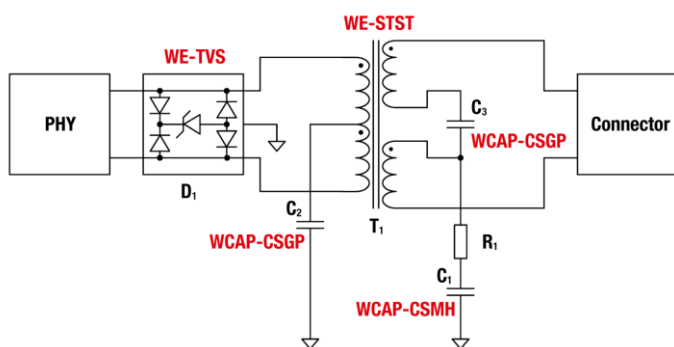 WE-STST
WE-TVS
PHY
C3
WCAP-CSGP
Connector
D1
C2
WCAP-CSGP
T1
R1
C1
WCAP-CSMH